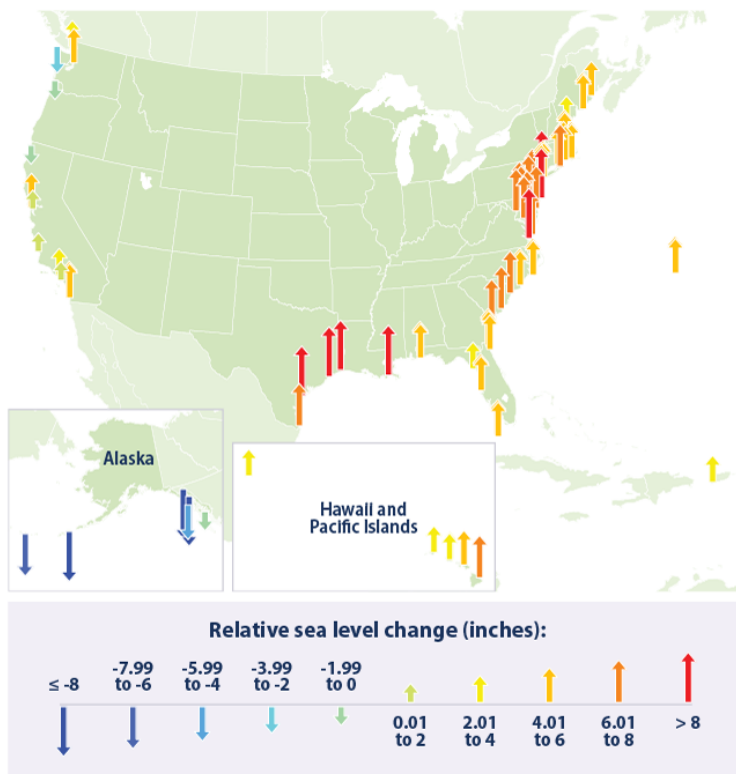 Alaska
Hawaii and
Pacific Islands
Relative sea level change (inches):
≤ -8
-7.99
to -6
-5.99
to -4
-3.99
to -2
-1.99
to 0
0.01
to 2
2.01
to 4
4.01
to 6
6.01
to 8
> 8